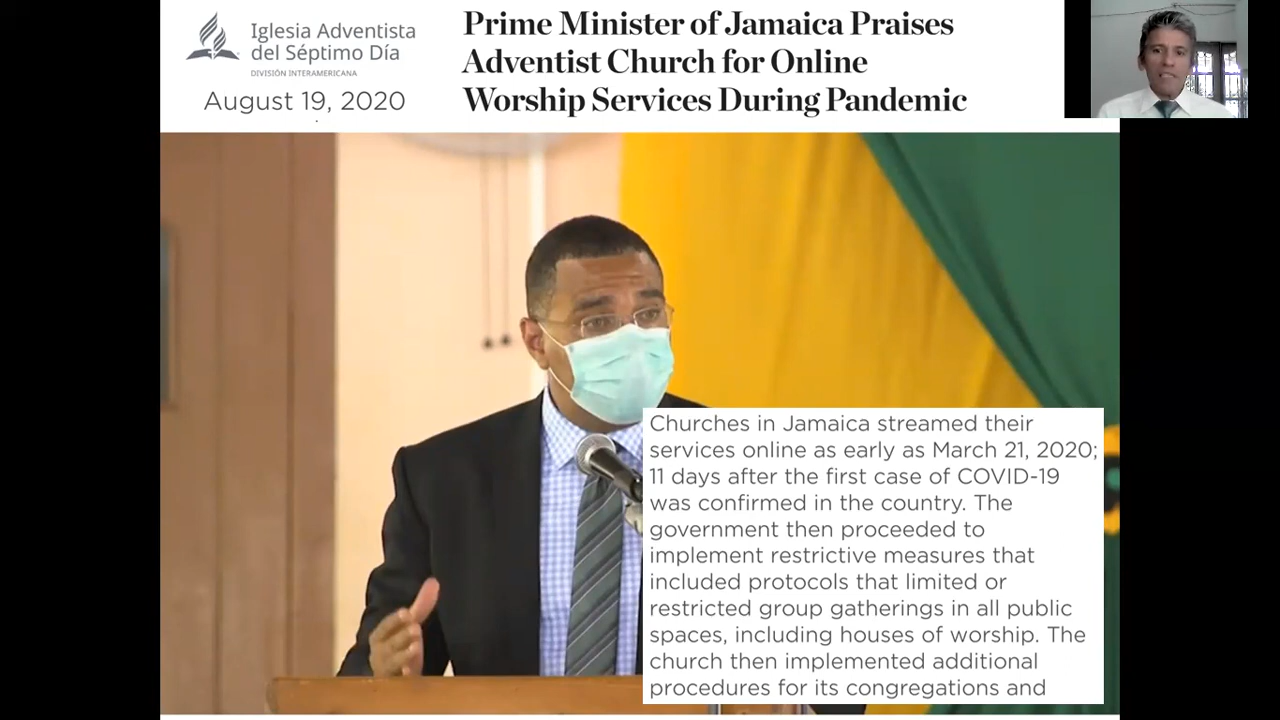 Iglesia Adventista
del Séptimo Día
DIVISIÓN INTERAMERICANA
August 19, 2020
Prime Minister of Jamaica Praises
Adventist Church for Online
Worship Services During Pandemic
Churches in Jamaica streamed their
services online as early as March 21, 2020;
11 days after the first case of COVID-19
was confirmed in the country. The
government then proceeded to
implement restrictive measures that
included protocols that limited or
restricted group gatherings in all public
spaces, including houses of worship. The
church then implemented additional
procedures for its congregations and